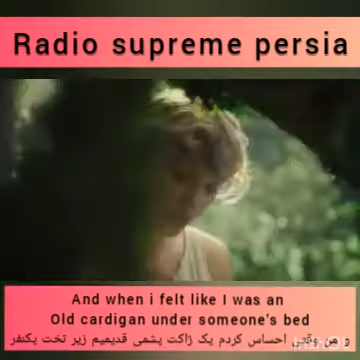 Radio supreme persia
And when i felt like I was an
Old cardigan under someone's bed
و من وقتی احساس کردم یک ژاکت پشمی قدیمیم زیر تخت یکنفر